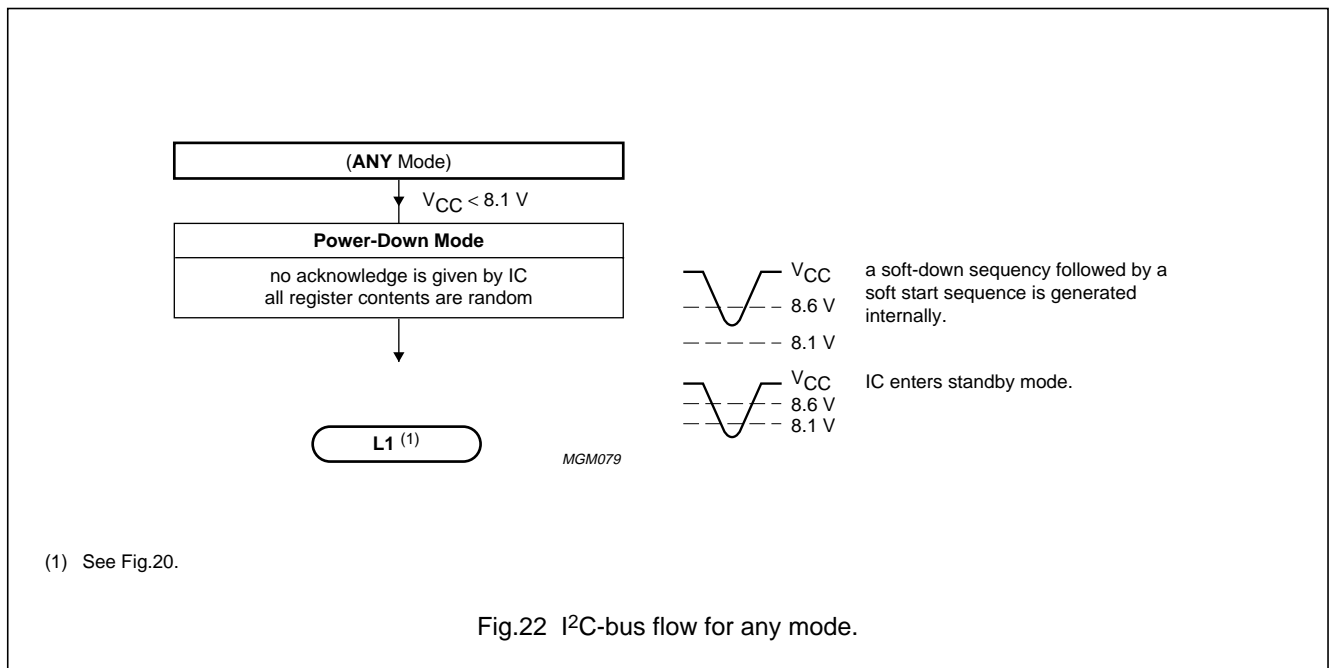 (ANY Mode)
VCC < 8.1 V
Power-Down Mode
no acknowledge is given by IC
all register contents are random
L1 (1)
MGM079
VCC
8.6 V
8.1 V
a soft-down sequency followed by a
soft start sequence is generated
internally.
VCC
8.6 V
8.1 V
IC enters standby mode.
(1) See Fig.20.
Fig.22 I²C-bus flow for any mode.